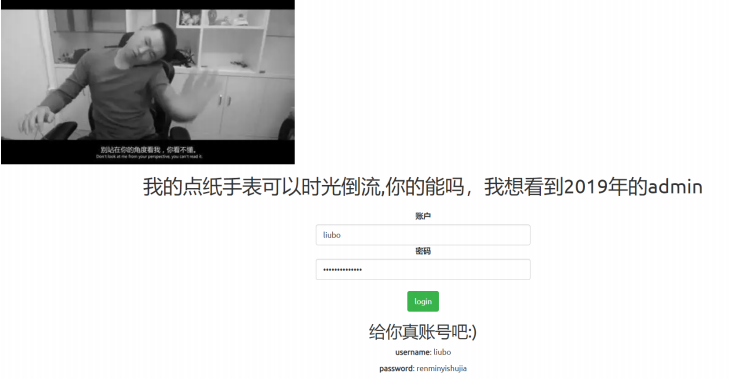 别站在你的角度看我，你看不懂。
Don't look at me from your perspective, you can't read it.
我的点纸手表可以时光倒流,你的能吗，我想看到2019年的admin
账户
liubo
密码
••••••••••••••
login
给你真账号吧:)
username: liubo
password: renminyishujia